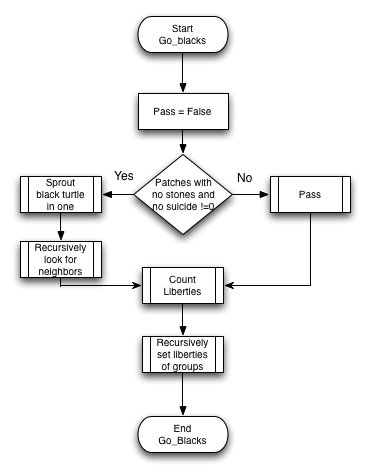 Start
Go_blacks
Pass = False
Patches with
no stones and
no suicide !=0
Yes
No
Sprout
black turtle
in one
Pass
Recursively
look for
neighbors
Count
Liberties
Recursively
set liberties
of groups
End
Go_Blacks